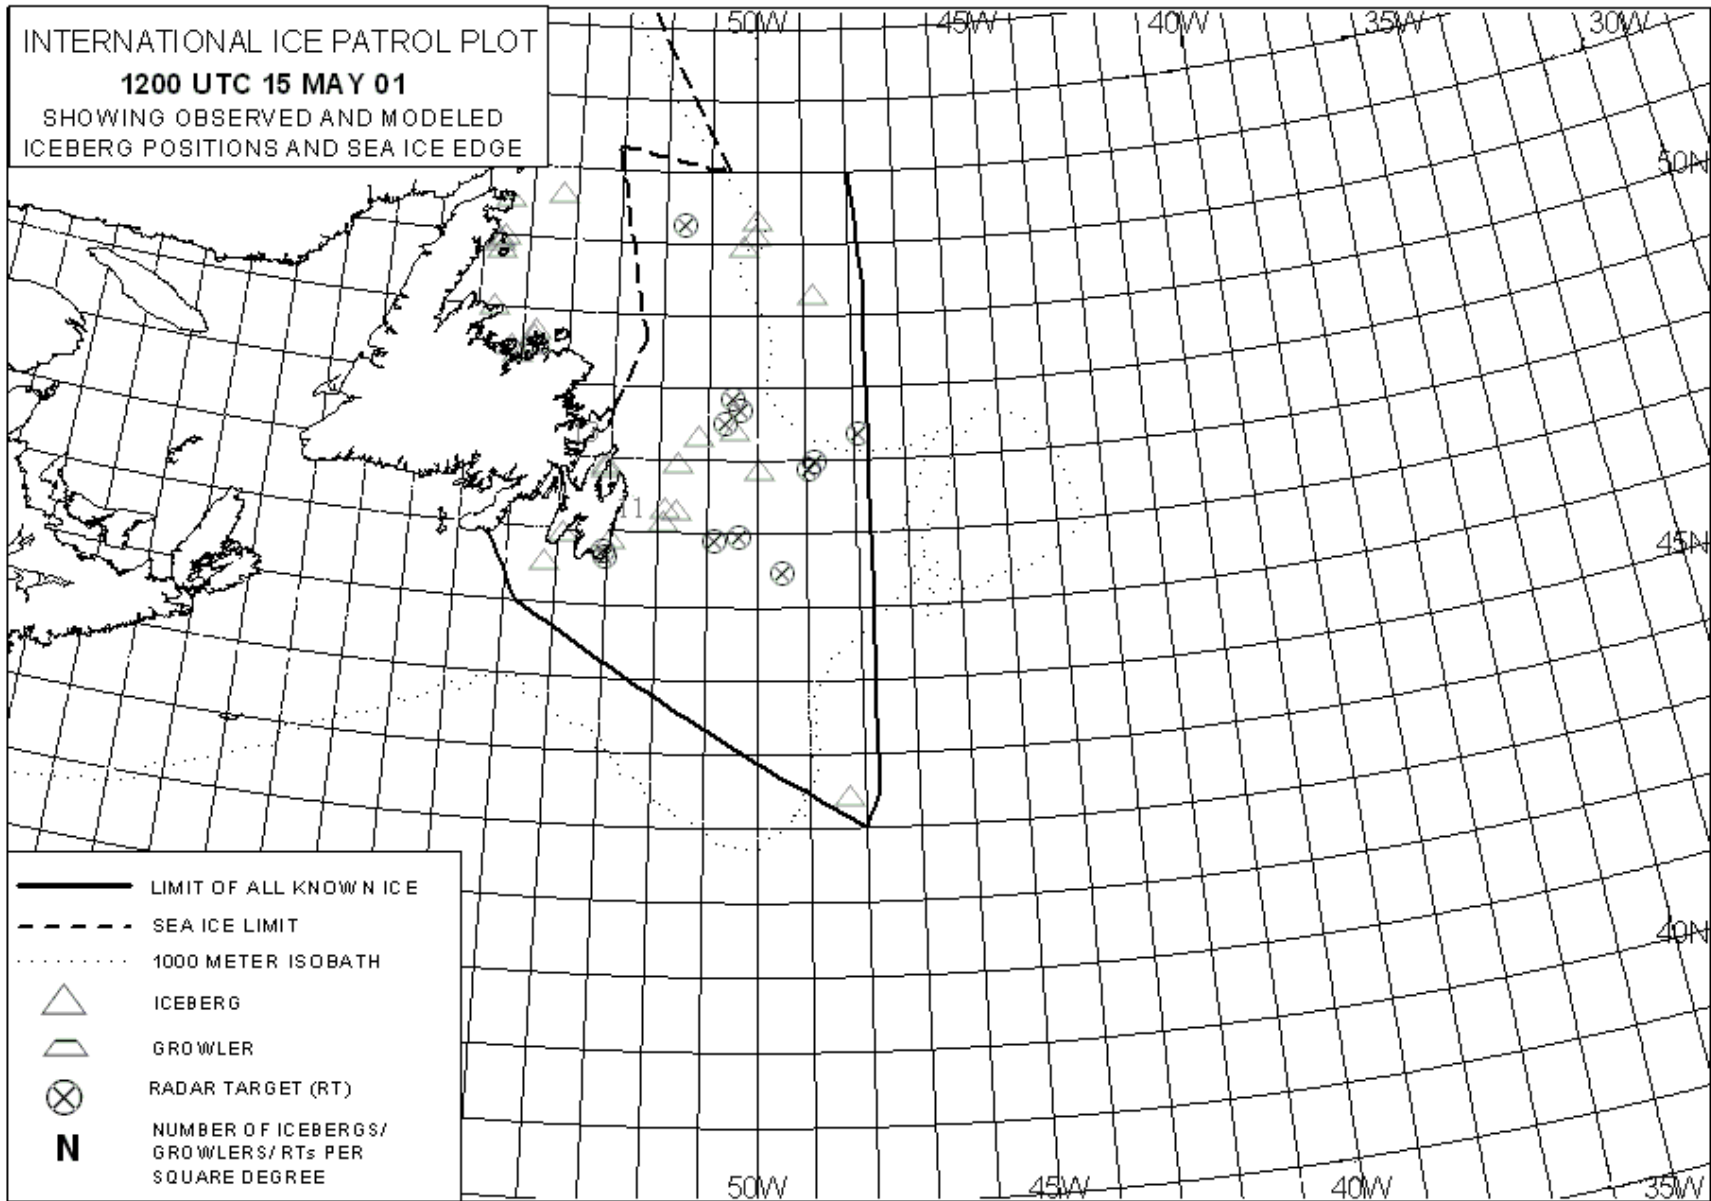 INTERNATIONAL ICE PATROL PLOT
1200 UTC 15 MAY 01
SHOWING OBSERVED AND MODELED
ICEBERG POSITIONS AND SEA ICE EDGE
50W 45W 40W 35W 30W
50N
11
45N
40N
LIMIT OF ALL KNOWN ICE
SEA ICE LIMIT
1000 METER ISOBATH
ICEBERG
GROWLER
RADAR TARGET (RT)
N
NUMBER OF ICEBERGS/
GROWLERS/RTs PER
SQUARE DEGREE
50W 45W 40W 35W